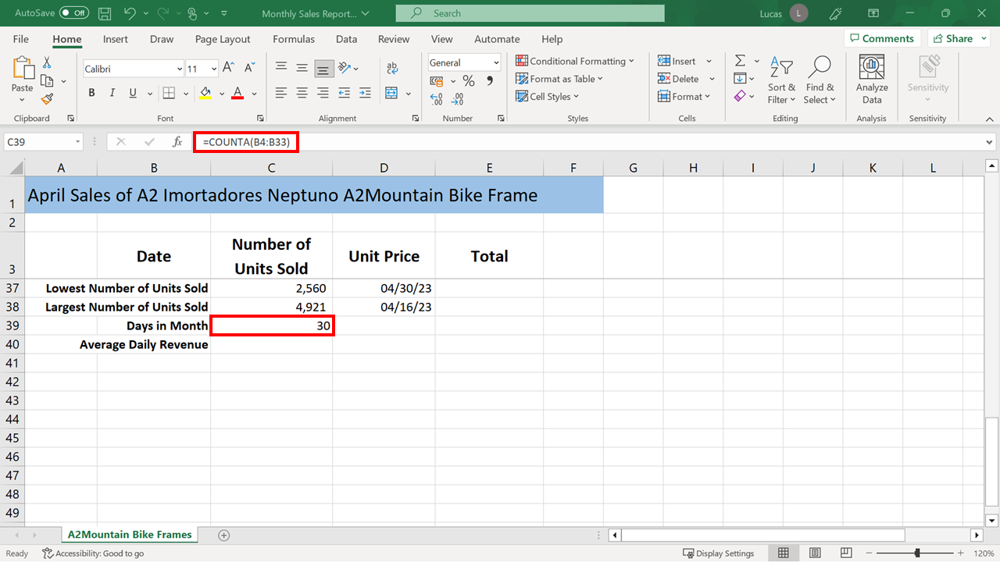 AutoSave Off Monthly Sales Report... Search Lucas L
File Home Insert Draw Page Layout Formulas Data Review View Automate Help Comments Share
Calibri 11 A A ab General Conditional Formatting Insert Σ A Z
Paste Format as Table Delete Sort & Filter Find & Select Analyze Data Sensitivity
B I U A % 9 Cell Styles Format
Clipboard Font Alignment Number Styles Cells Editing Analysis Sensitivity
C39 fx =COUNTA(B4:B33)
A B C D E F G H I J K L
1 April Sales of A2 Imortadores Neptuno A2Mountain Bike Frame
2
3 Date Number of Units Sold Unit Price Total
37 Lowest Number of Units Sold 2,560 04/30/23
38 Largest Number of Units Sold 4,921 04/16/23
39 Days in Month 30
40 Average Daily Revenue
41
42
43
44
45
46
47
48
49
A2Mountain Bike Frames
Ready Accessibility: Good to go Display Settings 120%